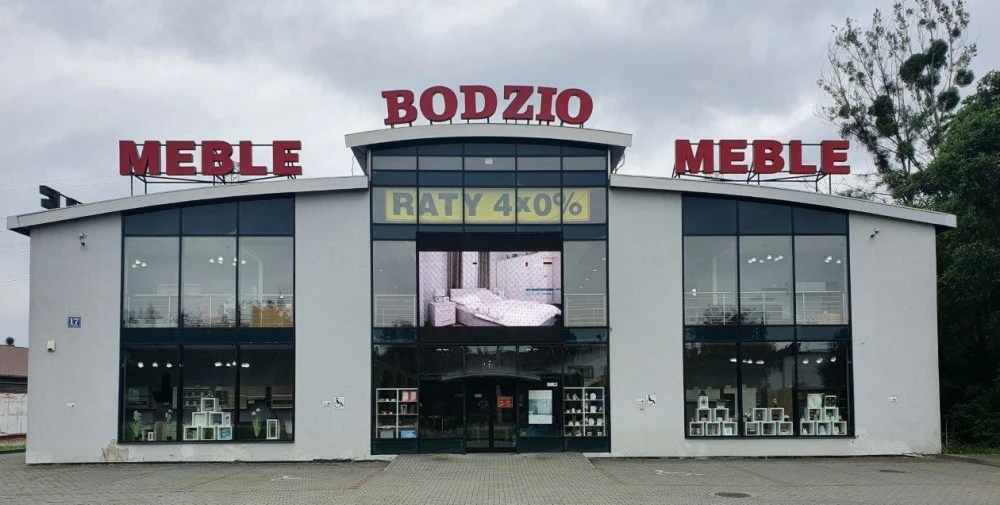 BODZIO
MEBLE
MEBLE
RATY 4x0%
17